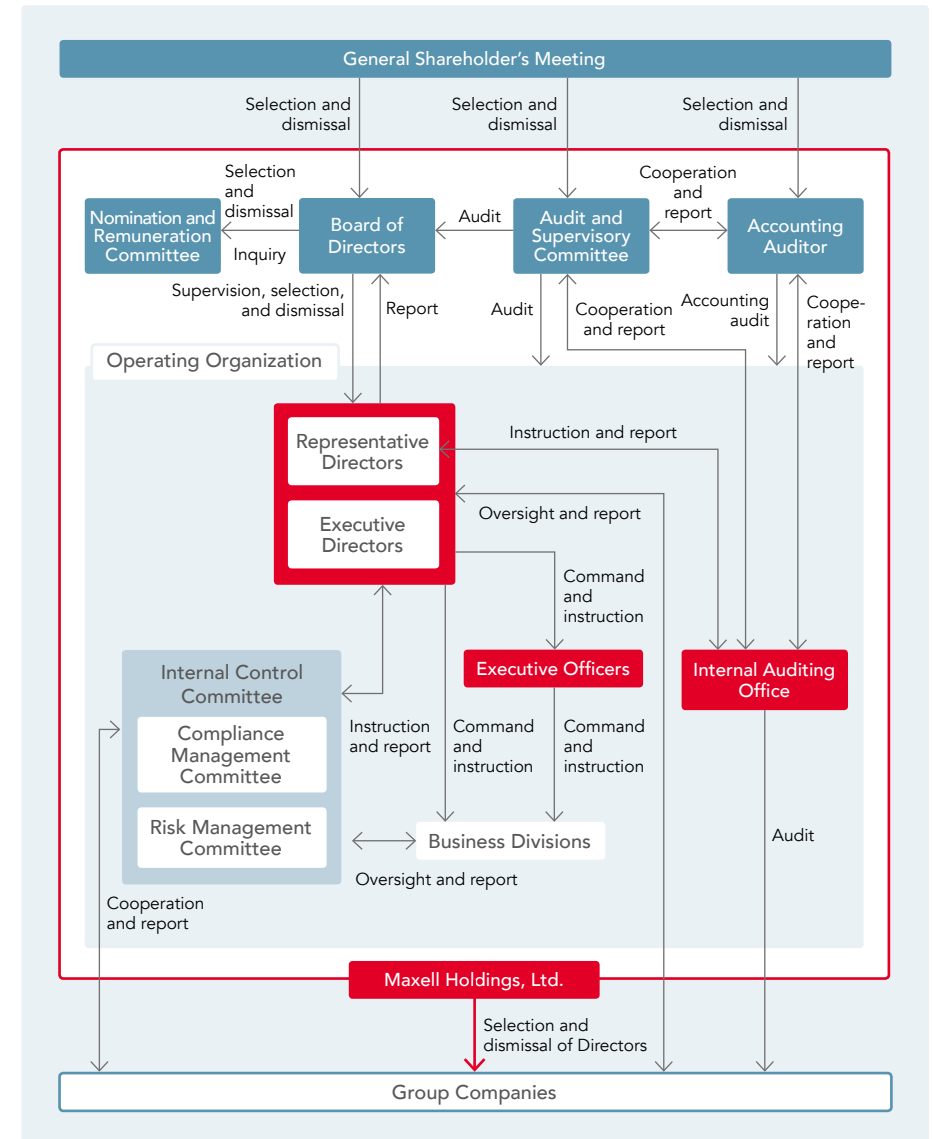 General Shareholder's Meeting
Selection and
dismissal
Selection and
dismissal
Selection and
dismissal
Selection
and
dismissal
Cooperation
and
report
Nomination and
Remuneration
Committee
Inquiry
Board of
Directors
Audit
Audit and
Supervisory
Committee
Accounting
Auditor
Supervision, selection,
and dismissal
Report
Audit
Cooperation
and report
Accounting
audit
Coope-
ration
and
report
Operating Organization
Representative
Directors
Instruction and report
Executive
Directors
Oversight and report
Command
and
instruction
Internal Control
Committee
Executive Officers
Internal Auditing
Office
Compliance
Management
Committee
Instruction
and report
Command
and
instruction
Command
and
instruction
Risk Management
Committee
Business Divisions
Audit
Oversight and report
Cooperation
and report
Maxell Holdings, Ltd.
Selection and
dismissal of Directors
Group Companies